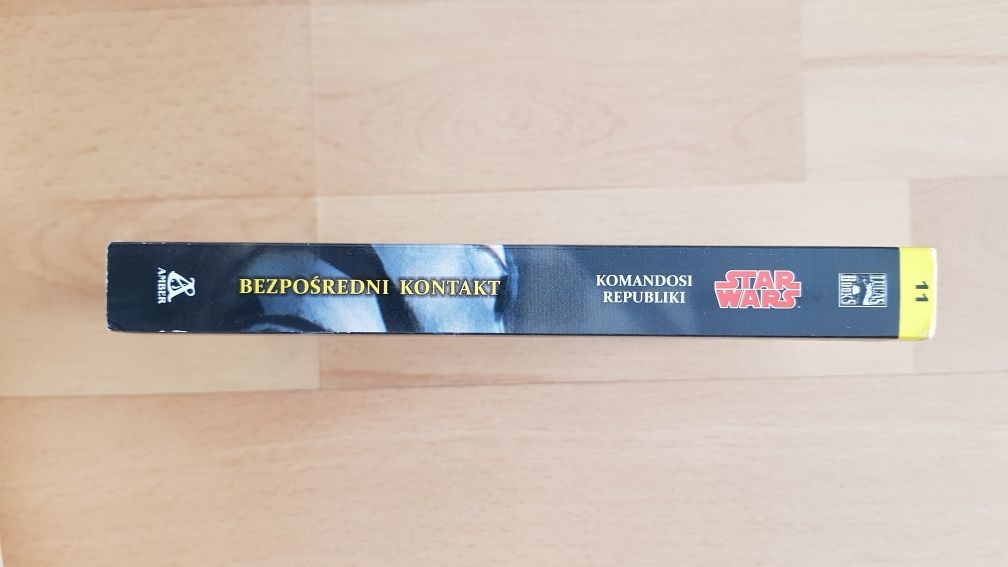 AMBER
BEZPOŚREDNI KONTAKT
KOMANDOSI
REPUBLIKI
STAR
WARS
LUCAS
BOOKS
11